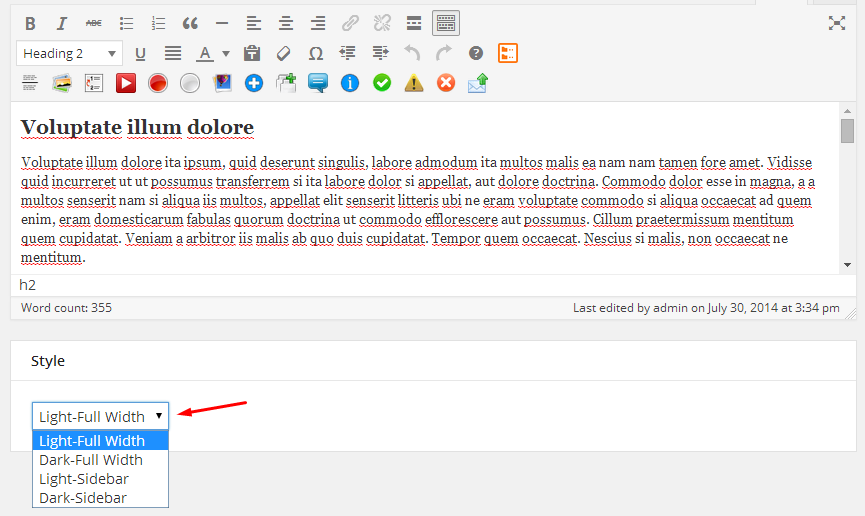 B I ABC
Heading 2 U A Ω
Voluptate illum dolore
Voluptate illum dolore ita ipsum, quid deserunt singulis, labore admodum ita multos malis ea nam nam tamen fore amet. Vidisse
quid incurreret ut ut possumus transferrem si ita labore dolor si appellat, aut dolore doctrina. Commodo dolor esse in magna, a a
multos senserit nam si aliqua iis multos, appellat elit senserit litteris ubi ne eram voluptate commodo si aliqua occaecat ad quem
enim, eram domesticarum fabulas quorum doctrina ut commodo efflorescere aut possumus. Cillum praetermissum mentitum
quem cupidatat. Veniam a arbitror iis malis ab quo duis cupidatat. Tempor quem occaecat. Nescius si malis, non occaecat ne
mentitum.
h2
Word count: 355 Last edited by admin on July 30, 2014 at 3:34 pm
Style
Light-Full Width
Light-Full Width
Dark-Full Width
Light-Sidebar
Dark-Sidebar